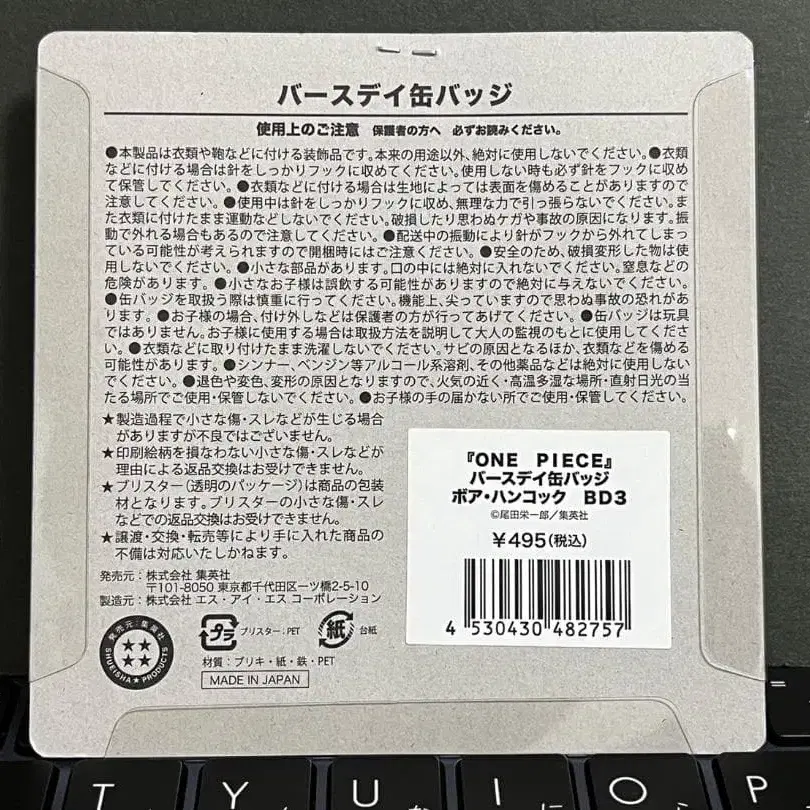 バースデイ缶バッジ
使用上のご注意 保護者の方へ 必ずお読みください。
●本製品は衣類や鞄などに付ける装飾品です。本来の用途以外、絶対に使用しないでください。●衣類
などに付ける場合は針をしっかりフックに収めてください。使用しない時も必ず針をフックに収め
て保管してください。●衣類などに付ける場合は生地によっては表面を傷めることがありますので
注意してください。●使用中は針をしっかりフックに収め、無理な力で引っ張らないでください。ま
た衣類に付けたまま運動などしないでください。破損したり思わぬケガや事故の原因になります。振
動で外れる場合もあるので注意してください。●配送中の振動により針がフックから外れてしまっ
ている可能性が考えられますので開梱時にはご注意ください。●安全のため、破損変形した物は使
用しないでください。●小さな部品があります。口の中には絶対に入れないでください。窒息などの
危険があります。●小さなお子様は誤飲する可能性がありますので絶対に与えないでください。
●缶バッジを取扱う際は慎重に行ってください。機能上、尖っていますので思わぬ事故の恐れがあ
ります。●お子様の場合、付け外しなどは保護者の方が行ってあげてください。●缶バッジは玩具
ではありません。お子様に使用する場合は取扱方法を説明して大人の監視のもとに使用してくださ
い。●衣類などに取り付けたまま洗濯しないでください。サビの原因となるほか、衣類などを傷める
可能性があります。●シンナー、ベンジン等アルコール系溶剤、その他薬品などは絶対に使用しない
でください。●退色や変色、変形の原因となりますので、火気の近く・高温多湿な場所・直射日光の当
たる場所でご使用・保管しないでください。●お子様の手の届かない所でご使用・保管してください。
★製造過程で小さな傷・スレなどが生じる場合
がありますが不良ではございません。
★印刷絵柄を損なわない小さな傷・スレなどが
理由による返品交換はお受けできません。
★ブリスター(透明のパッケージ)は商品の包装
材となります。ブリスターの小さな傷・スレ
などでの返品交換はお受けできません。
★譲渡・交換・転売等により手に入れた商品の
不備は対応いたしかねます。
発売元：株式会社 集英社
〒101-8050 東京都千代田区一ツ橋2-5-10
製造元：株式会社 エス・アイ・エス コーポレーション
発売元：集英社
SHUEISHA★PRODUCTS
プラ
ブリスター：PET
紙
台紙
材質：ブリキ・紙・鉄・PET
MADE IN JAPAN
『ONE PIECE』
バースデイ缶バッジ
ボア・ハンコック BD3
©尾田栄一郎／集英社
￥495(税込)
4 530430 482757
T Y U な I に O ら P
=